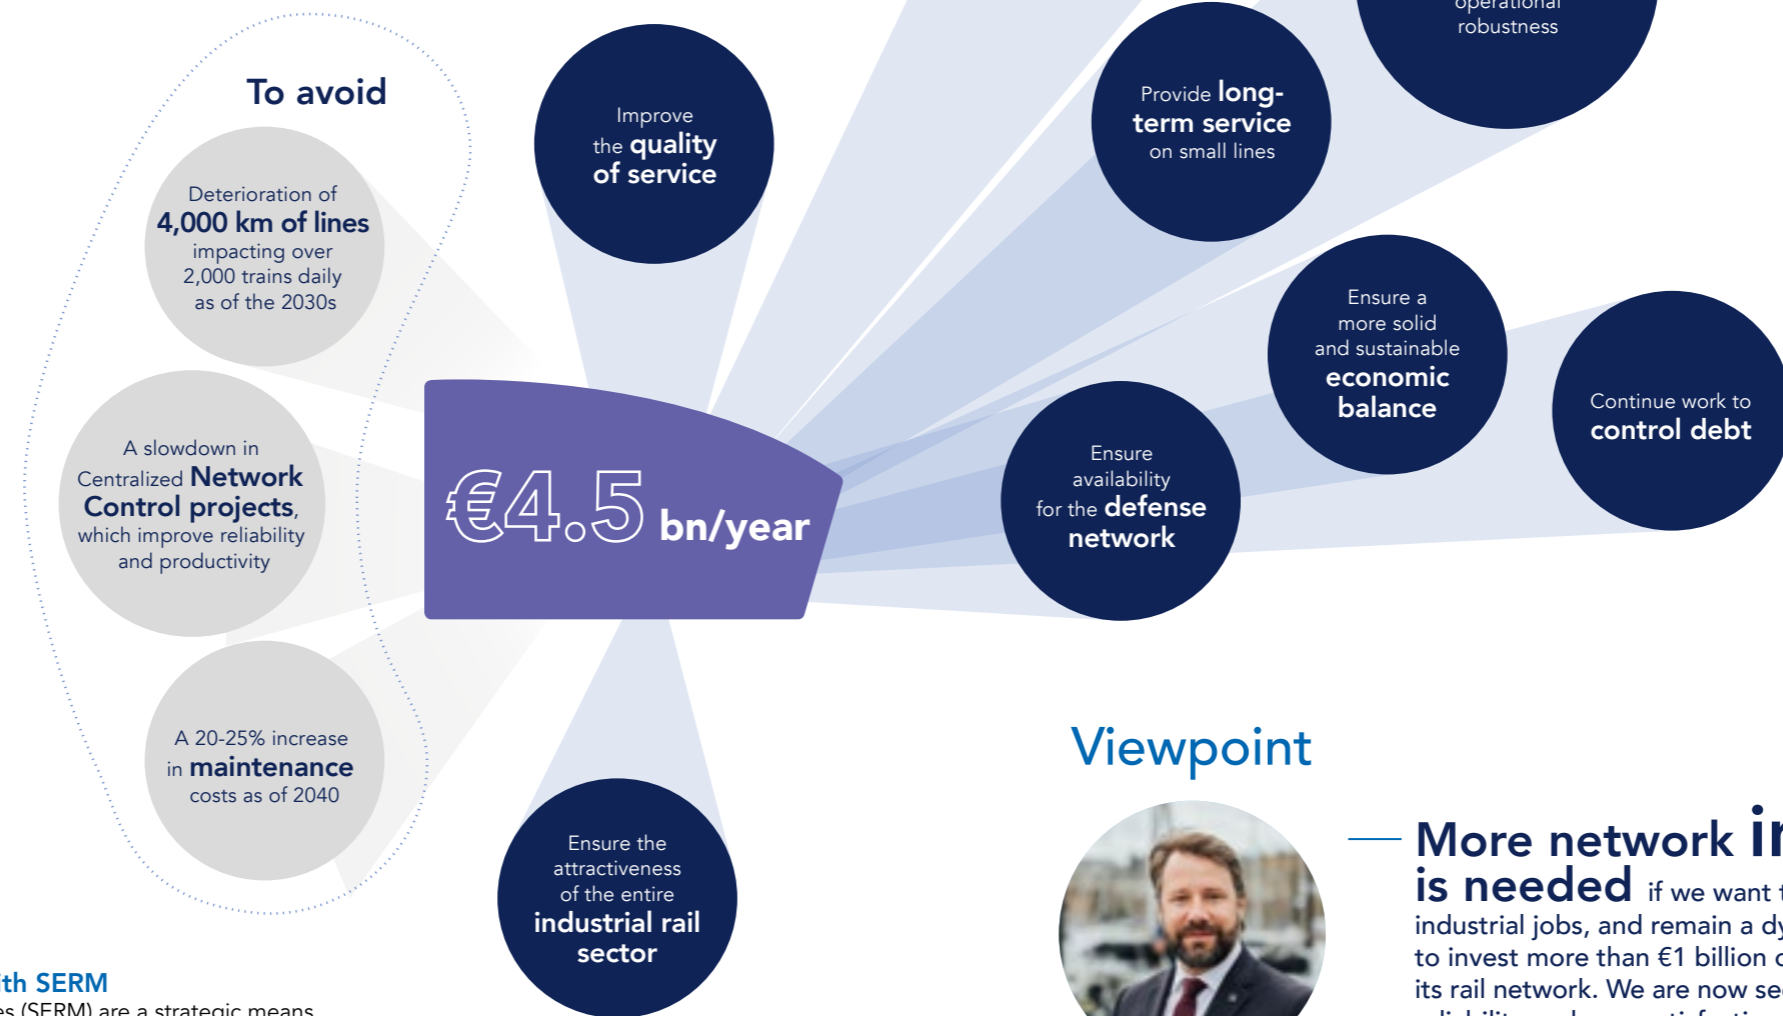 To avoid
Deterioration of
4,000 km of lines
impacting over
2,000 trains daily
as of the 2030s
A slowdown in
Centralized Network
Control projects,
which improve reliability
and productivity
A 20-25% increase
in maintenance
costs as of 2040
€4.5 bn/year
Improve
the quality
of service
operational
robustness
Provide long-
term service
on small lines
Ensure a
more solid
and sustainable
economic
balance
Continue work to
control debt
Ensure
availability
for the defense
network
Ensure the
attractiveness
of the entire
industrial rail
sector
SERM
(SERM) are a strategic means
Viewpoint
More network
is needed if we want
industrial jobs, and remain a
to invest more than €1 billion
its rail network. We are now